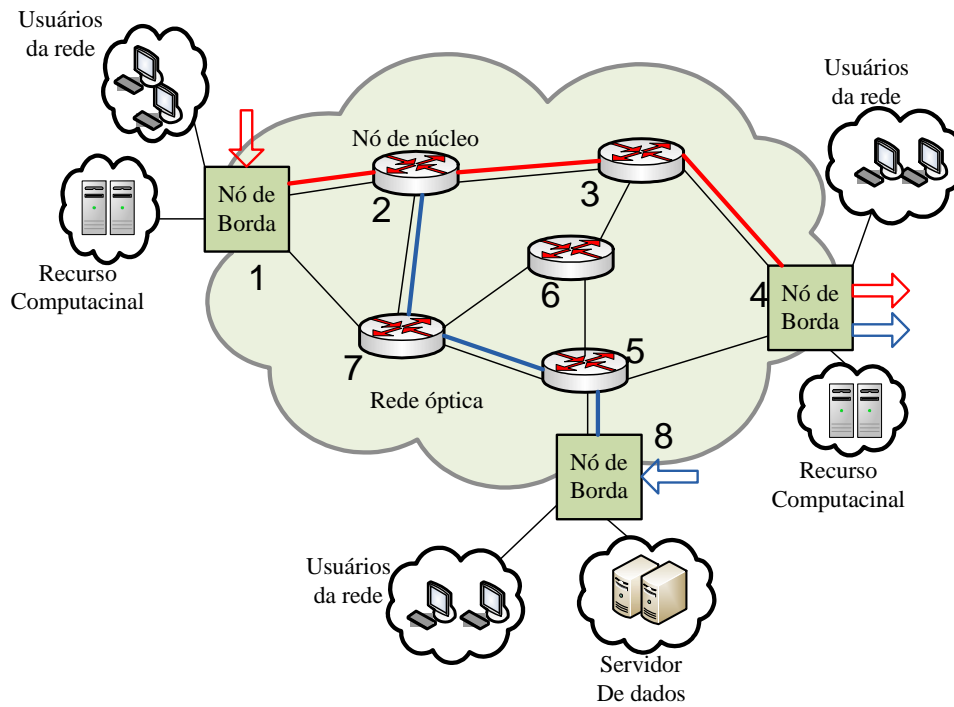 Usuários
da rede
Nó de núcleo
Usuários
da rede
2
3
Nó de
Borda
1
Recurso
Computacinal
6
4
Nó de
Borda
7
5
Rede óptica
8
Nó de
Borda
Recurso
Computacinal
Usuários
da rede
Servidor
De dados